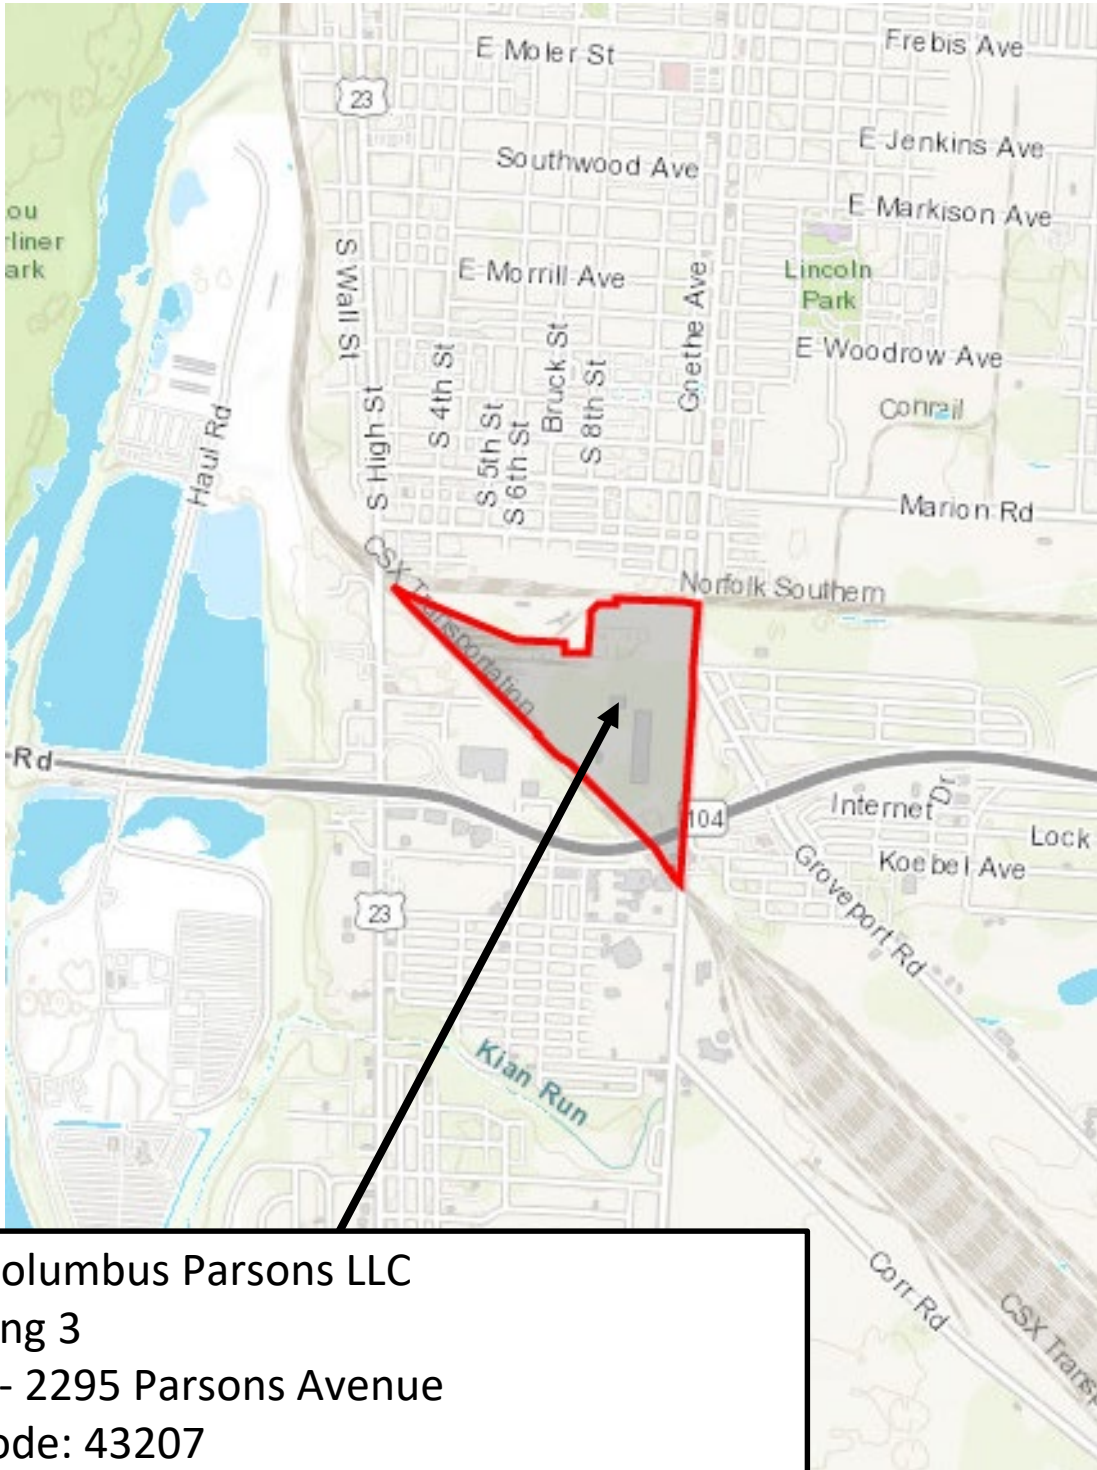 E Moler St
Frebis Ave
23
Southwood Ave
E Jenkins Ave
E Markison Ave
ou
rliner
ark
S Wall St
E Morrill Ave
Goethe Ave
Lincoln
Park
E Woodrow Ave
Bruck St
S 4th St
S 8th St
S High St
S 5th St
S 6th St
Haul Rd
Conrail
Marion Rd
CSX Transportation
Norfolk Southern
Rd
104
Internet Dr
Lock
Koebel Ave
Groveport Rd
23
Kian Run
Corr Rd
CSX Transp
olumbus Parsons LLC
ng 3
- 2295 Parsons Avenue
ode: 43207